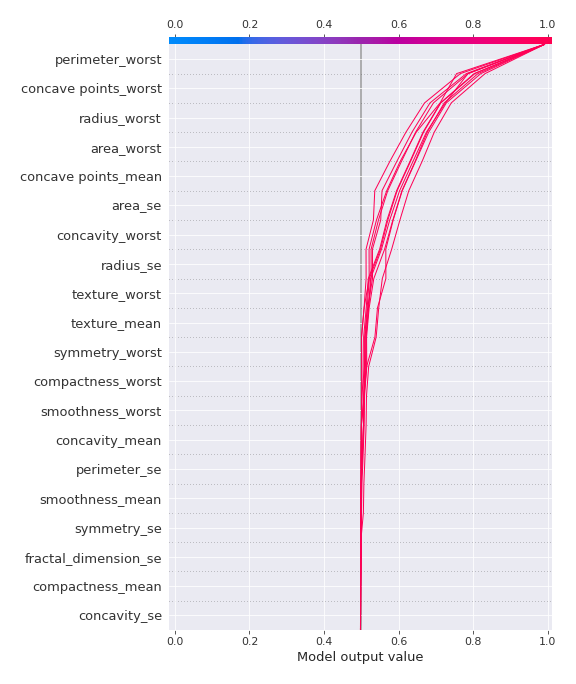 0.0 0.2 0.4 0.6 0.8 1.0
perimeter_worst
concave points_worst
radius_worst
area_worst
concave points_mean
area_se
concavity_worst
radius_se
texture_worst
texture_mean
symmetry_worst
compactness_worst
smoothness_worst
concavity_mean
perimeter_se
smoothness_mean
symmetry_se
fractal_dimension_se
compactness_mean
concavity_se
0.0 0.2 0.4 0.6 0.8 1.0
Model output value